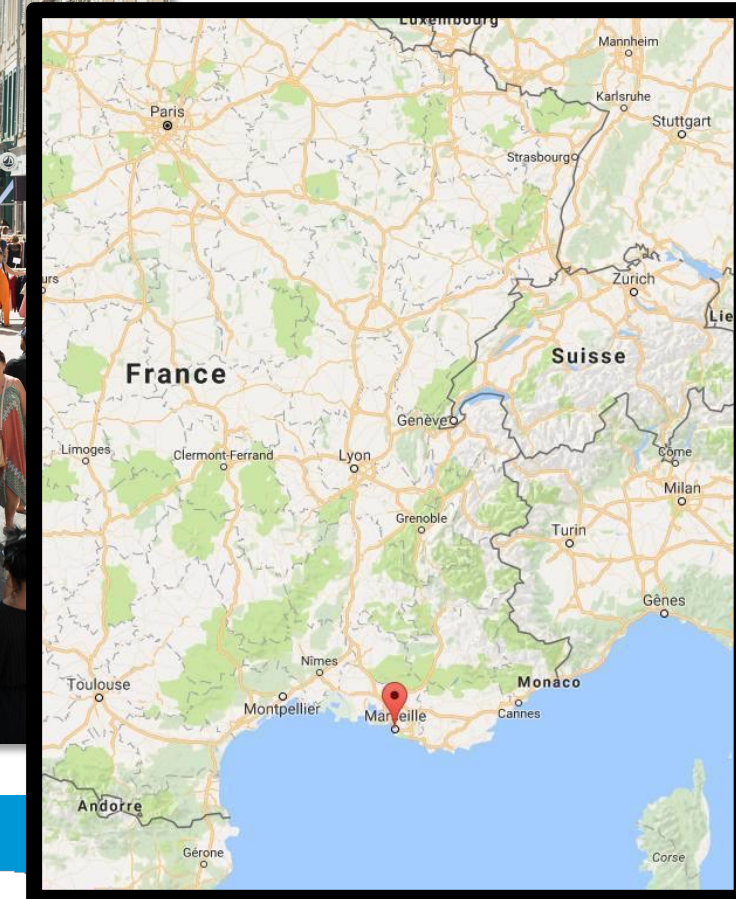 Luxembourg
Mannheim
Karlsruhe
Paris
Stuttgart
Strasbourg
Zurich
urs
Lie
Suisse
France
Genève
Limoges
Clermont-Ferrand
Lyon
Côme
Milan
Grenoble
Turin
Gênes
Nîmes
Toulouse
Monaco
Montpellier
Marseille
Cannes
Andorre
Gérone
Corse